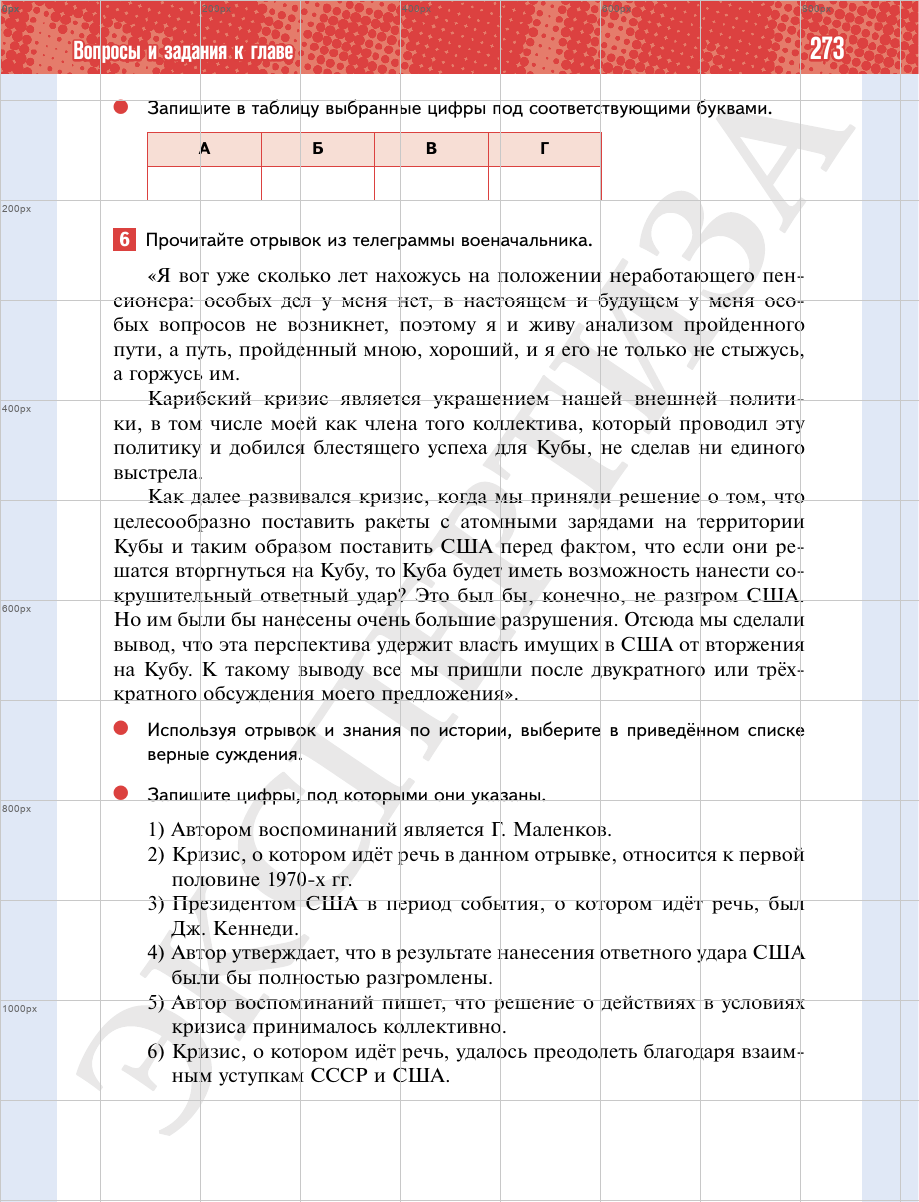 Вопросы и задания к главе
273
Запишите в таблицу выбранные цифры под соответствующими буквами.
А Б В Г
6 Прочитайте отрывок из телеграммы военачальника.
«Я вот уже сколько лет нахожусь на положении неработающего пен-
сионера: особых дел у меня нет, в настоящем и будущем у меня осо-
бых вопросов не возникнет, поэтому я и живу анализом пройденного
пути, а путь, пройденный мною, хороший, и я его не только не стыжусь,
а горжусь им.
Карибский кризис является украшением нашей внешней полити-
ки, в том числе моей как члена того коллектива, который проводил эту
политику и добился блестящего успеха для Кубы, не сделав ни единого
выстрела.
Как далее развивался кризис, когда мы приняли решение о том, что
целесообразно поставить ракеты с атомными зарядами на территории
Кубы и таким образом поставить США перед фактом, что если они ре-
шатся вторгнуться на Кубу, то Куба будет иметь возможность нанести со-
крушительный ответный удар? Это был бы, конечно, не разгром США.
Но им были бы нанесены очень большие разрушения. Отсюда мы сделали
вывод, что эта перспектива удержит власть имущих в США от вторжения
на Кубу. К такому выводу все мы пришли после двукратного или трёх-
кратного обсуждения моего предложения».
Используя отрывок и знания по истории, выберите в приведённом списке
верные суждения.
Запишите цифры, под которыми они указаны.
1) Автором воспоминаний является Г. Маленков.
2) Кризис, о котором идёт речь в данном отрывке, относится к первой
половине 1970-х гг.
3) Президентом США в период события, о котором идёт речь, был
Дж. Кеннеди.
4) Автор утверждает, что в результате нанесения ответного удара США
были бы полностью разгромлены.
5) Автор воспоминаний пишет, что решение о действиях в условиях
кризиса принималось коллективно.
6) Кризис, о котором идёт речь, удалось преодолеть благодаря взаим-
ным уступкам СССР и США.
ЭКСПЕРТИЗА
200px
400px
600px
800px
1000px